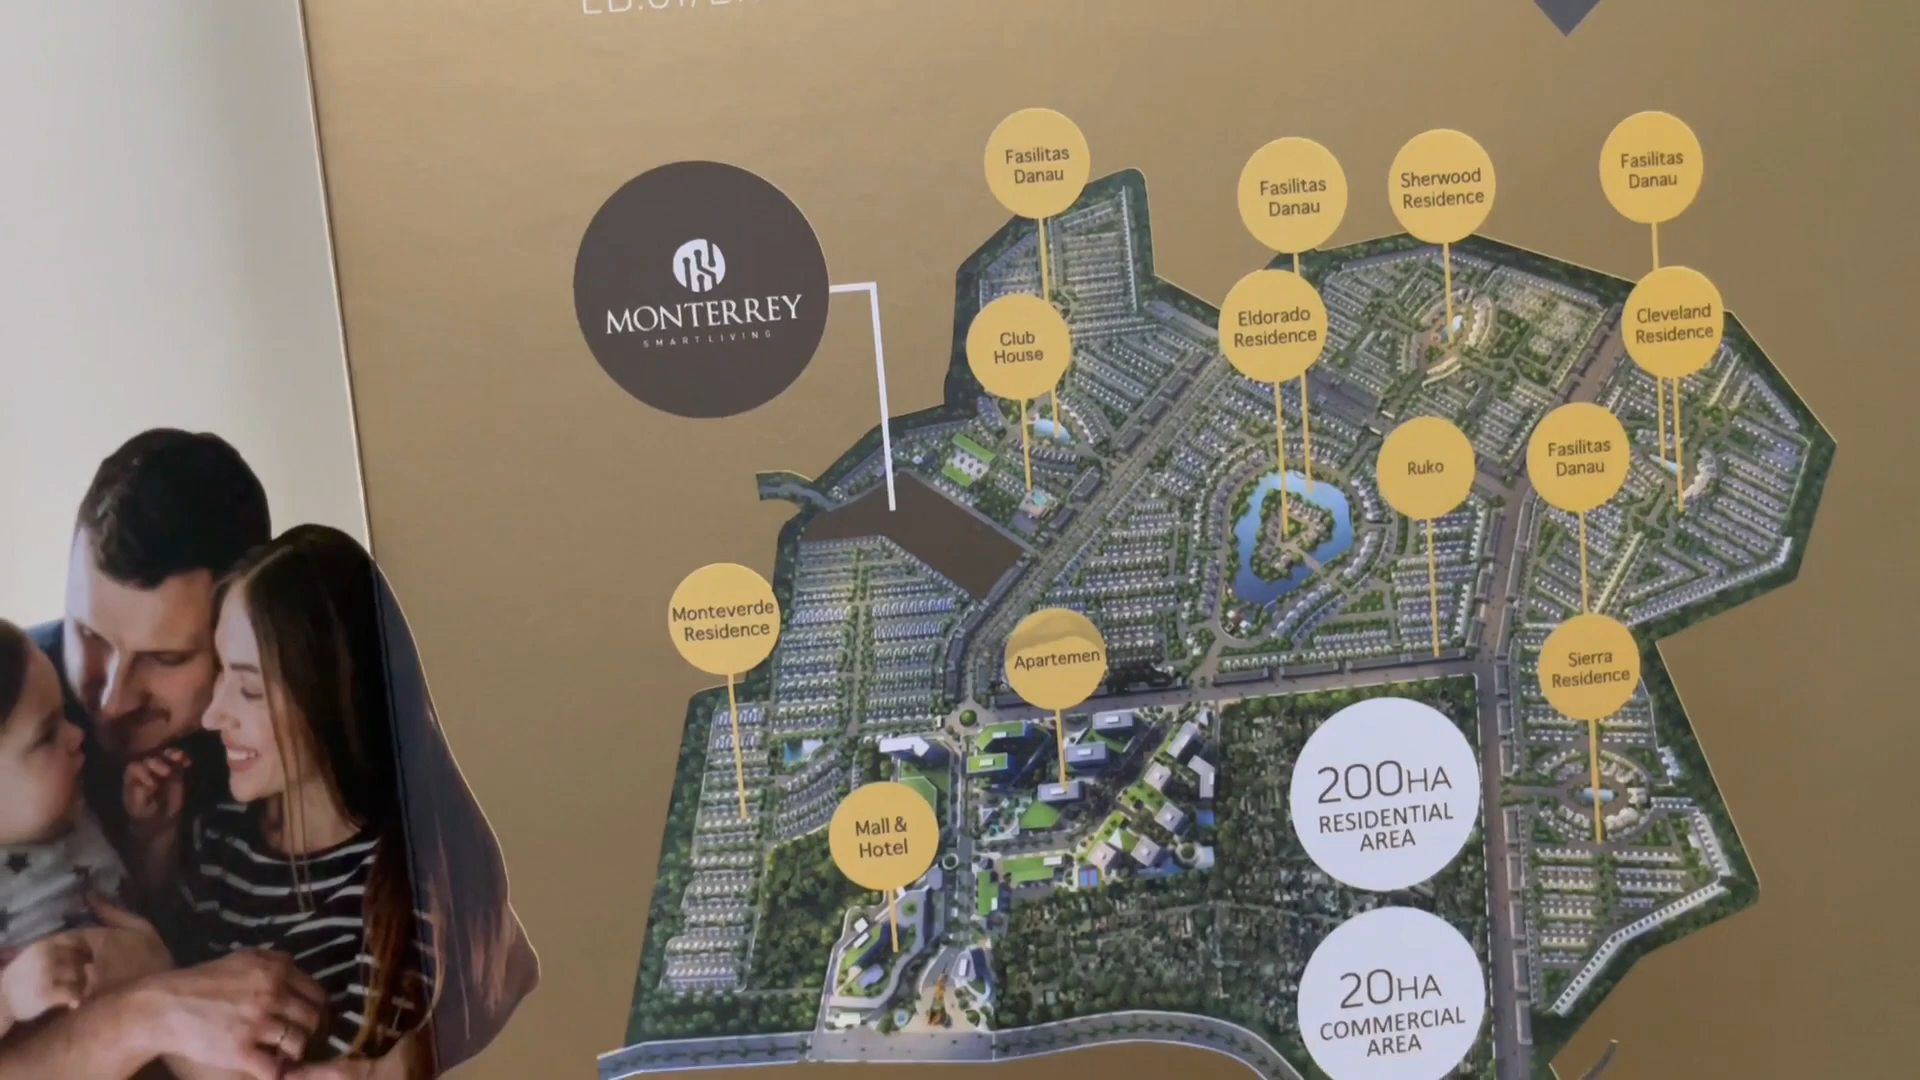 MONTERREY
SMART LIVING
Fasilitas
Danau
Fasilitas
Danau
Sherwood
Residence
Fasilitas
Danau
Club
House
Eldorado
Residence
Cleveland
Residence
Ruko
Fasilitas
Danau
Monteverde
Residence
Apartemen
Sierra
Residence
Mall &
Hotel
200HA
RESIDENTIAL
AREA
20HA
COMMERCIAL
AREA